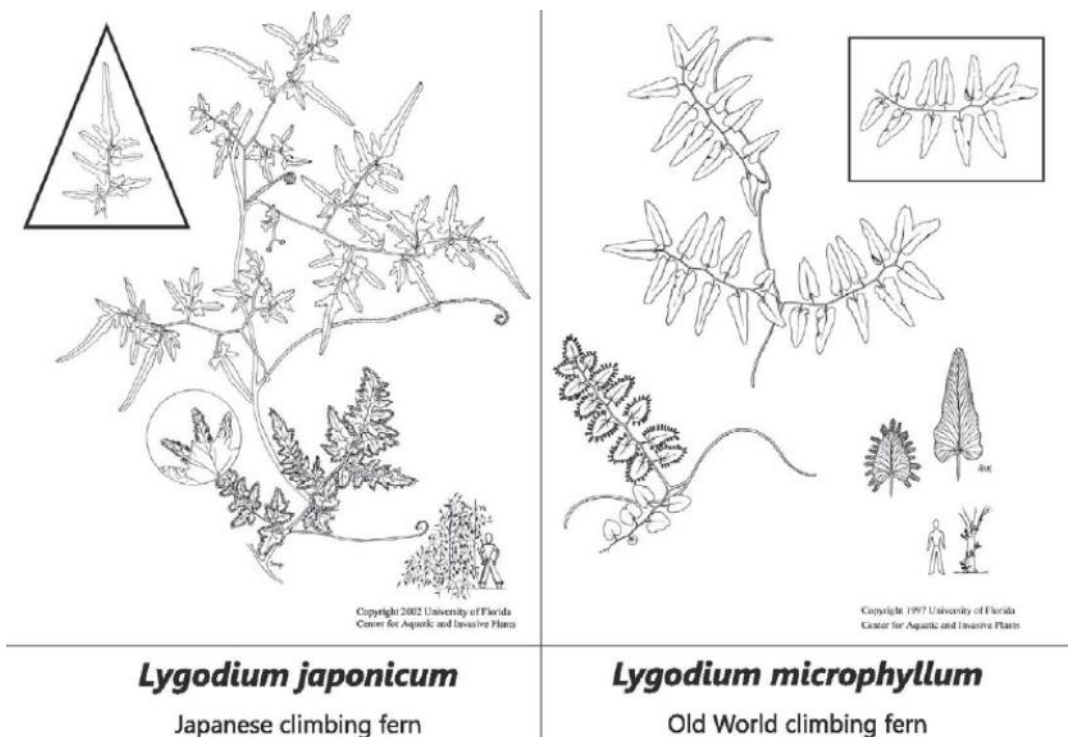 Copyright 2002 University of Florida
Center for Aquatic and Invasive Plants
Copyright 1997 University of Florida
Center for Aquatic and Invasive Plants
Lygodium japonicum
Japanese climbing fern
Lygodium microphyllum
Old World climbing fern